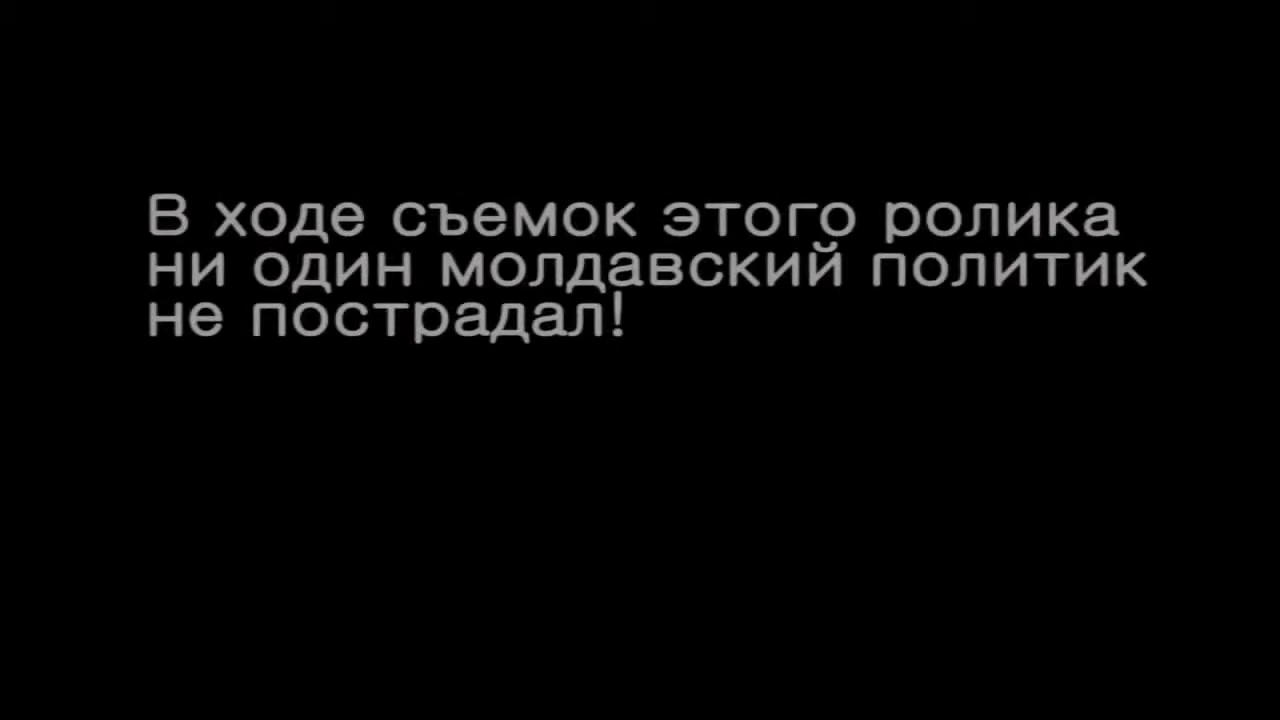 В ходе съемок этого ролика
ни один молдавский политик
не пострадал!